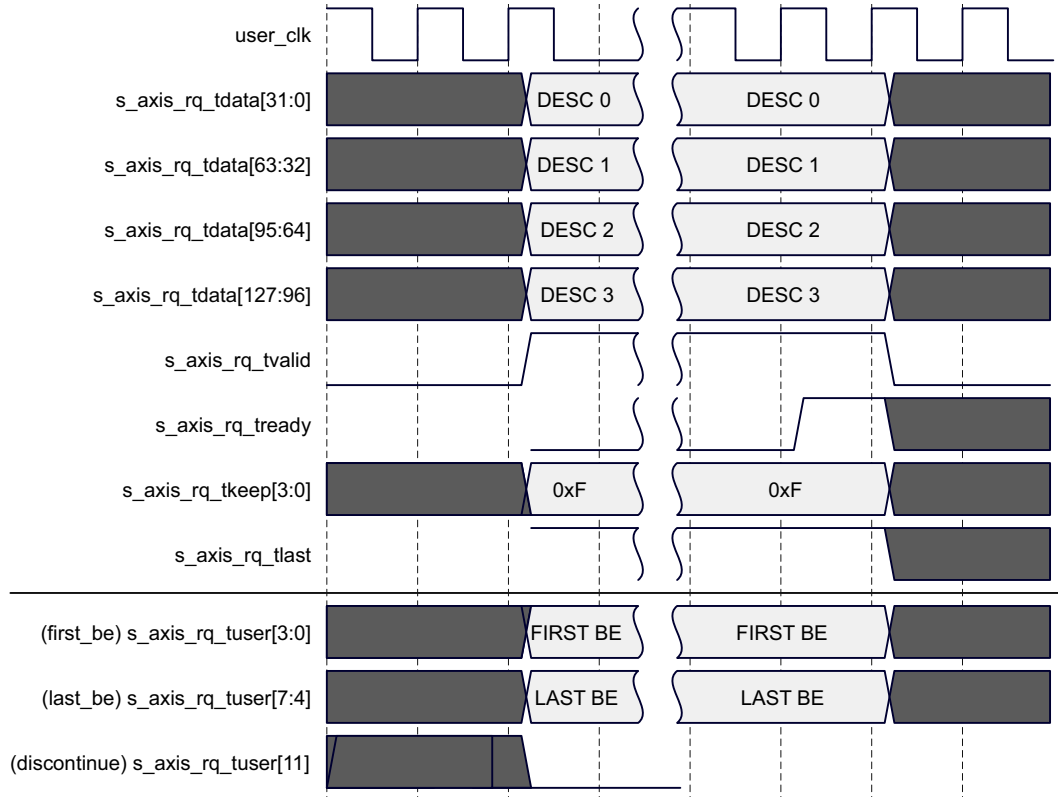 user_clk
s_axis_rq_tdata[31:0] DESC 0 DESC 0
s_axis_rq_tdata[63:32] DESC 1 DESC 1
s_axis_rq_tdata[95:64] DESC 2 DESC 2
s_axis_rq_tdata[127:96] DESC 3 DESC 3
s_axis_rq_tvalid
s_axis_rq_tready
s_axis_rq_tkeep[3:0] 0xF 0xF
s_axis_rq_tlast
(first_be) s_axis_rq_tuser[3:0] FIRST BE FIRST BE
(last_be) s_axis_rq_tuser[7:4] LAST BE LAST BE
(discontinue) s_axis_rq_tuser[11]